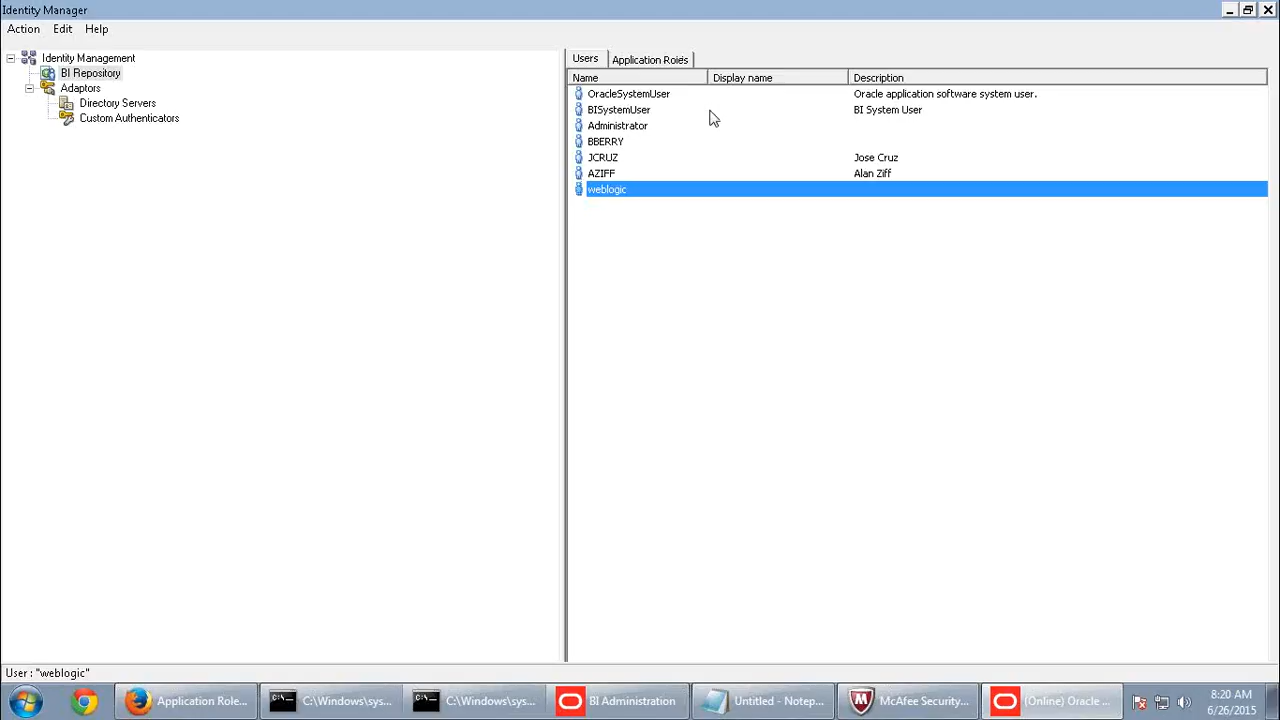 Identity Manager
Action Edit Help
Identity Management
BI Repository
Adaptors
Directory Servers
Custom Authenticators
Users Application Roles
Name Display name Description
OracleSystemUser Oracle application software system user.
BISystemUser BI System User
Administrator
BBERRY
JCRUZ Jose Cruz
AZIFF Alan Ziff
weblogic
User : "weblogic"
Application Role... C:\Windows\sys... C:\Windows\sys... BI Administration Untitled - Notep... McAfee Security... (Online) Oracle ...
8:20 AM
6/26/2015